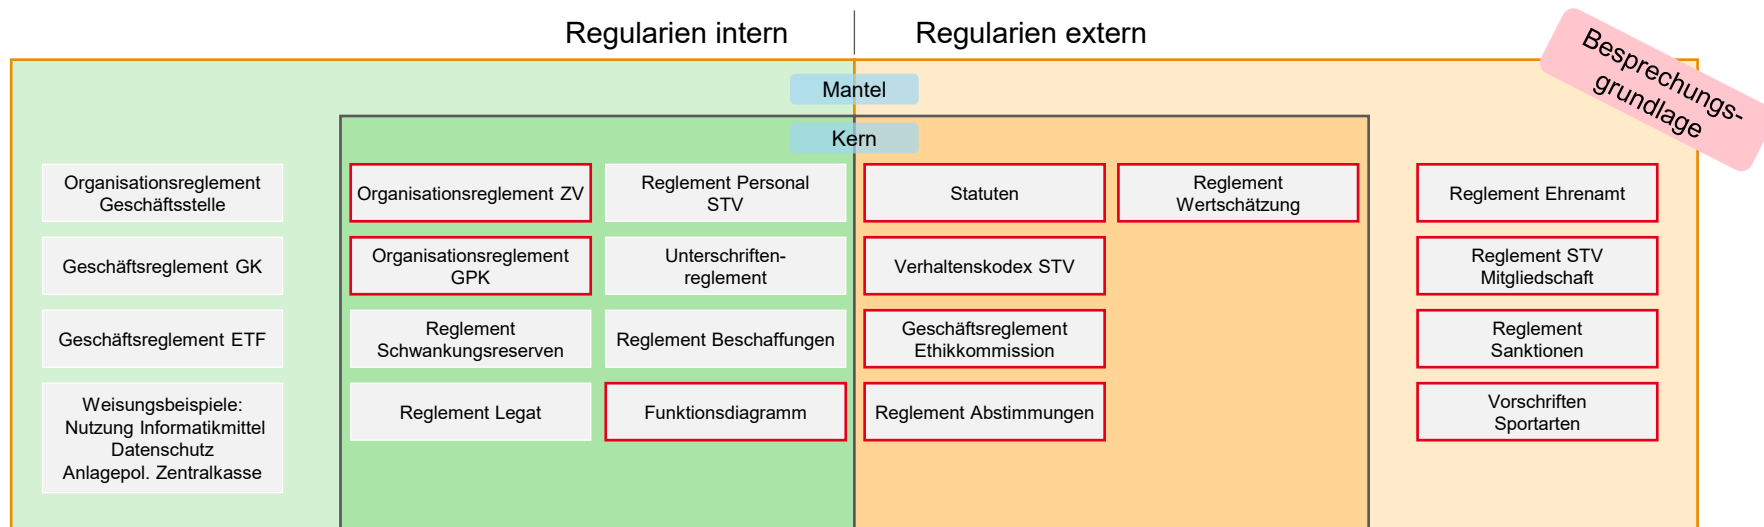 Regularien intern
Regularien extern
Besprechungs-
grundlage
Mantel
Kern
Organisationsreglement
Geschäftsstelle
Geschäftsreglement GK
Geschäftsreglement ETF
Weisungsbeispiele:
Nutzung Informatikmittel
Datenschutz
Anlagepol. Zentralkasse
Organisationsreglement ZV
Organisationsreglement
GPK
Reglement
Schwankungsreserven
Reglement Legat
Reglement Personal
STV
Unterschriften-
reglement
Reglement Beschaffungen
Funktionsdiagramm
Statuten
Verhaltenskodex STV
Geschäftsreglement
Ethikkommission
Reglement Abstimmungen
Reglement
Wertschätzung
Reglement Ehrenamt
Reglement STV
Mitgliedschaft
Reglement
Sanktionen
Vorschriften
Sportarten